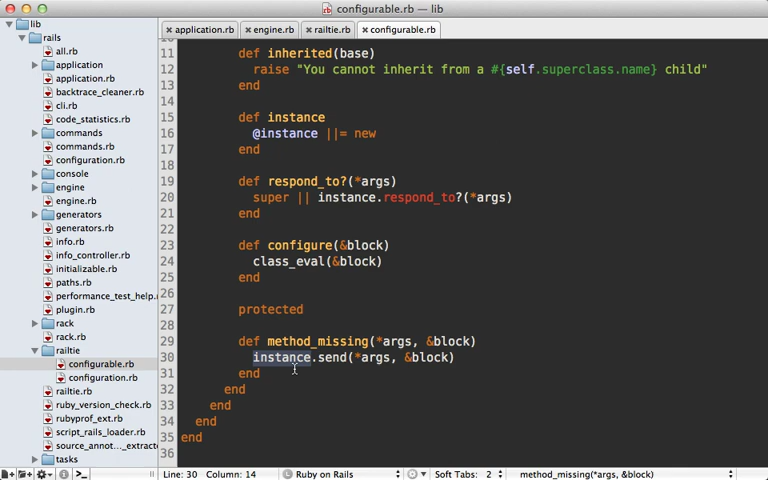 configurable.rb — lib
lib
rails
all.rb
application
application.rb
backtrace_cleaner.rb
cli.rb
code_statistics.rb
commands
commands.rb
configuration.rb
console
engine
engine.rb
generators
generators.rb
info.rb
info_controller.rb
initializable.rb
paths.rb
performance_test_help.
plugin.rb
rack
rack.rb
railtie
configurable.rb
configuration.rb
railtie.rb
ruby_version_check.rb
rubyprof_ext.rb
script_rails_loader.rb
source_annot..._extracto
tasks
application.rb engine.rb railtie.rb configurable.rb
11 def inherited(base)
12 raise "You cannot inherit from a #{self.superclass.name} child"
13 end
14
15 def instance
16 @instance ||= new
17 end
18
19 def respond_to?(*args)
20 super || instance.respond_to?(*args)
21 end
22
23 def configure(&block)
24 class_eval(&block)
25 end
26
27 protected
28
29 def method_missing(*args, &block)
30 instance.send(*args, &block)
31 end
32 end
33 end
34 end
35 end
36
Line: 30 Column: 14 Ruby on Rails Soft Tabs: 2 method_missing(*args, &block)